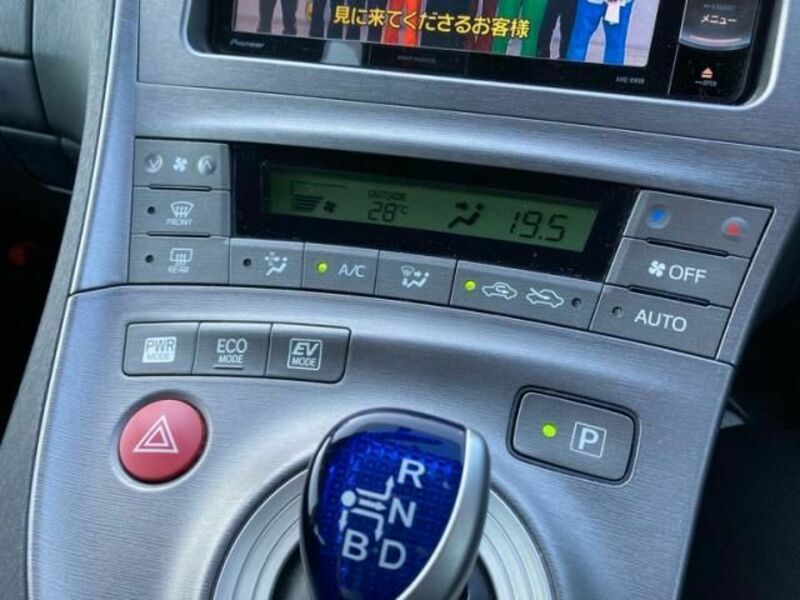 見に来てくださるお客様
Pioneer
メニュー
OPEN
OUTSIDE
28℃
19.5
FRONT
REAR
A/C
OFF
AUTO
PWR
MODE
ECO
MODE
EV
MODE
P
R
N
B D